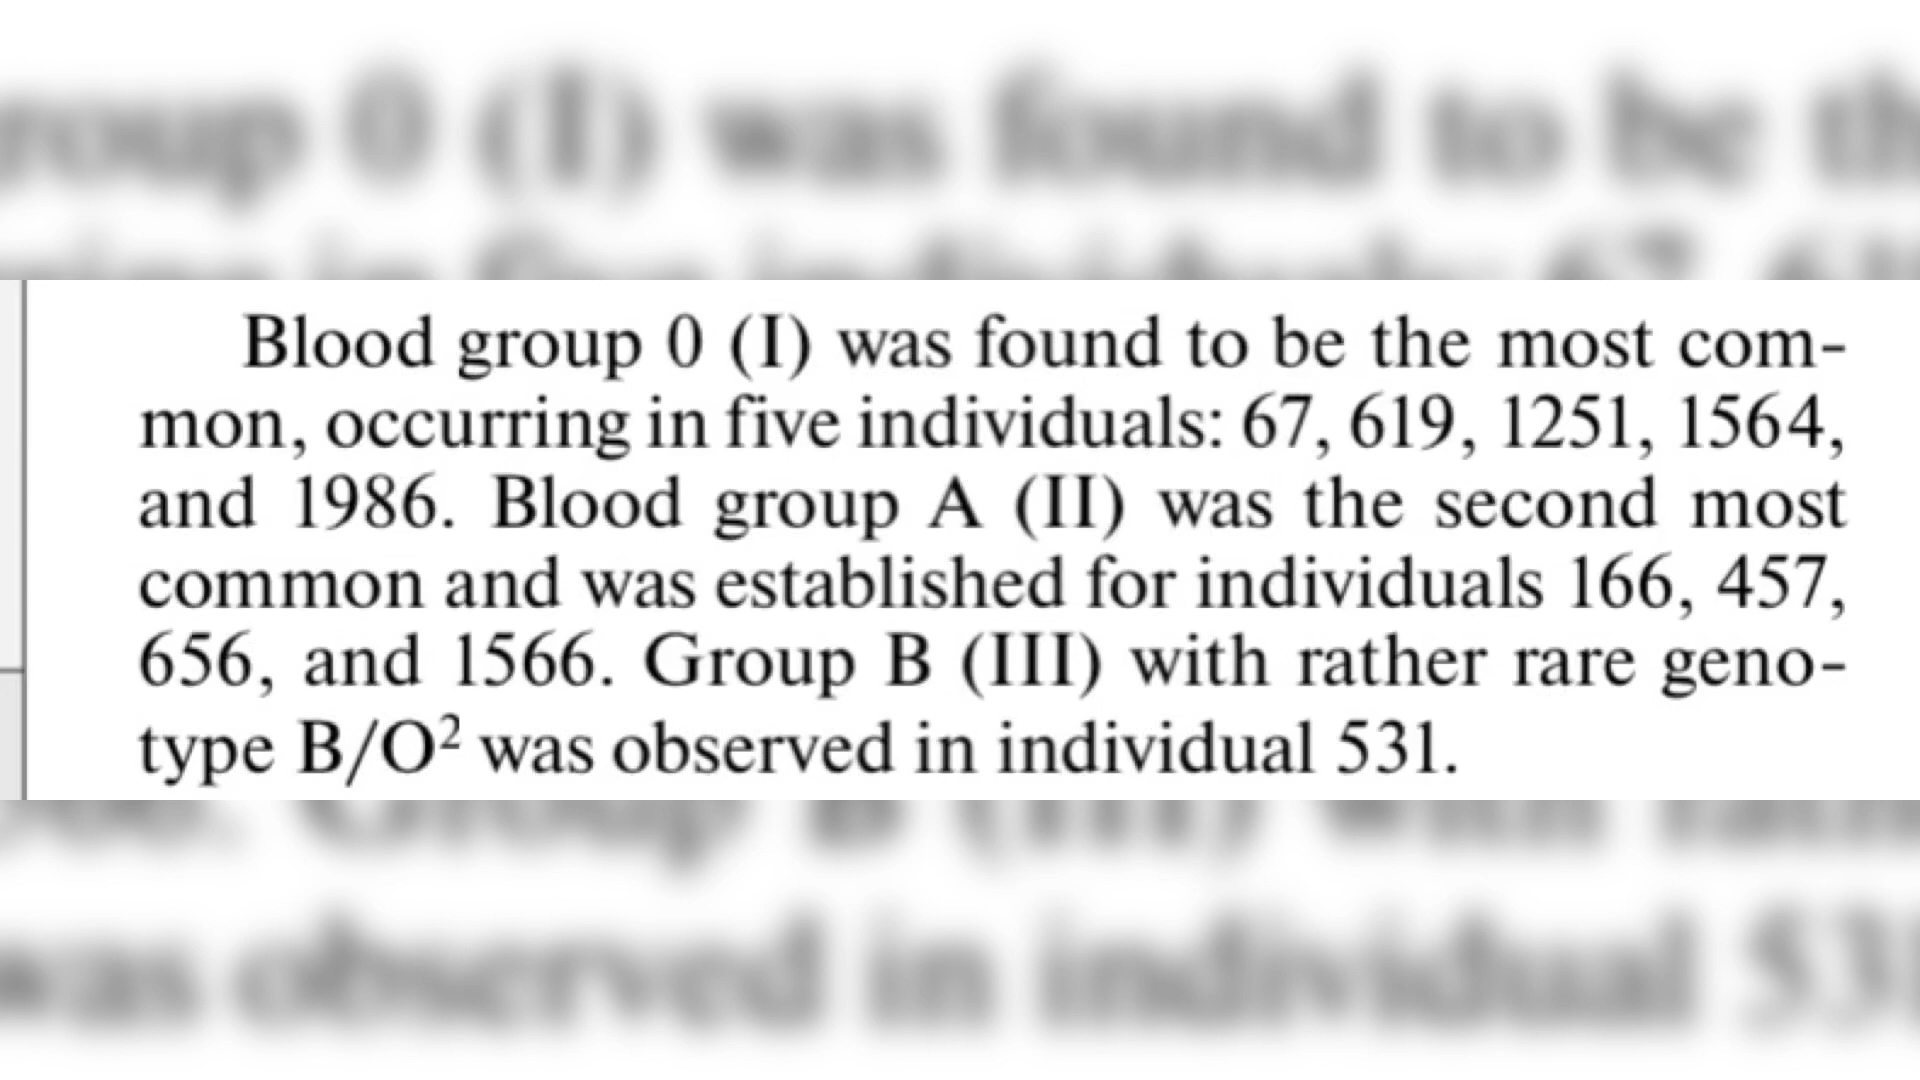 Blood group 0 (I) was found to be the most com-
mon, occurring in five individuals: 67, 619, 1251, 1564,
and 1986. Blood group A (II) was the second most
common and was established for individuals 166, 457,
656, and 1566. Group B (III) with rather rare geno-
type B/O² was observed in individual 531.